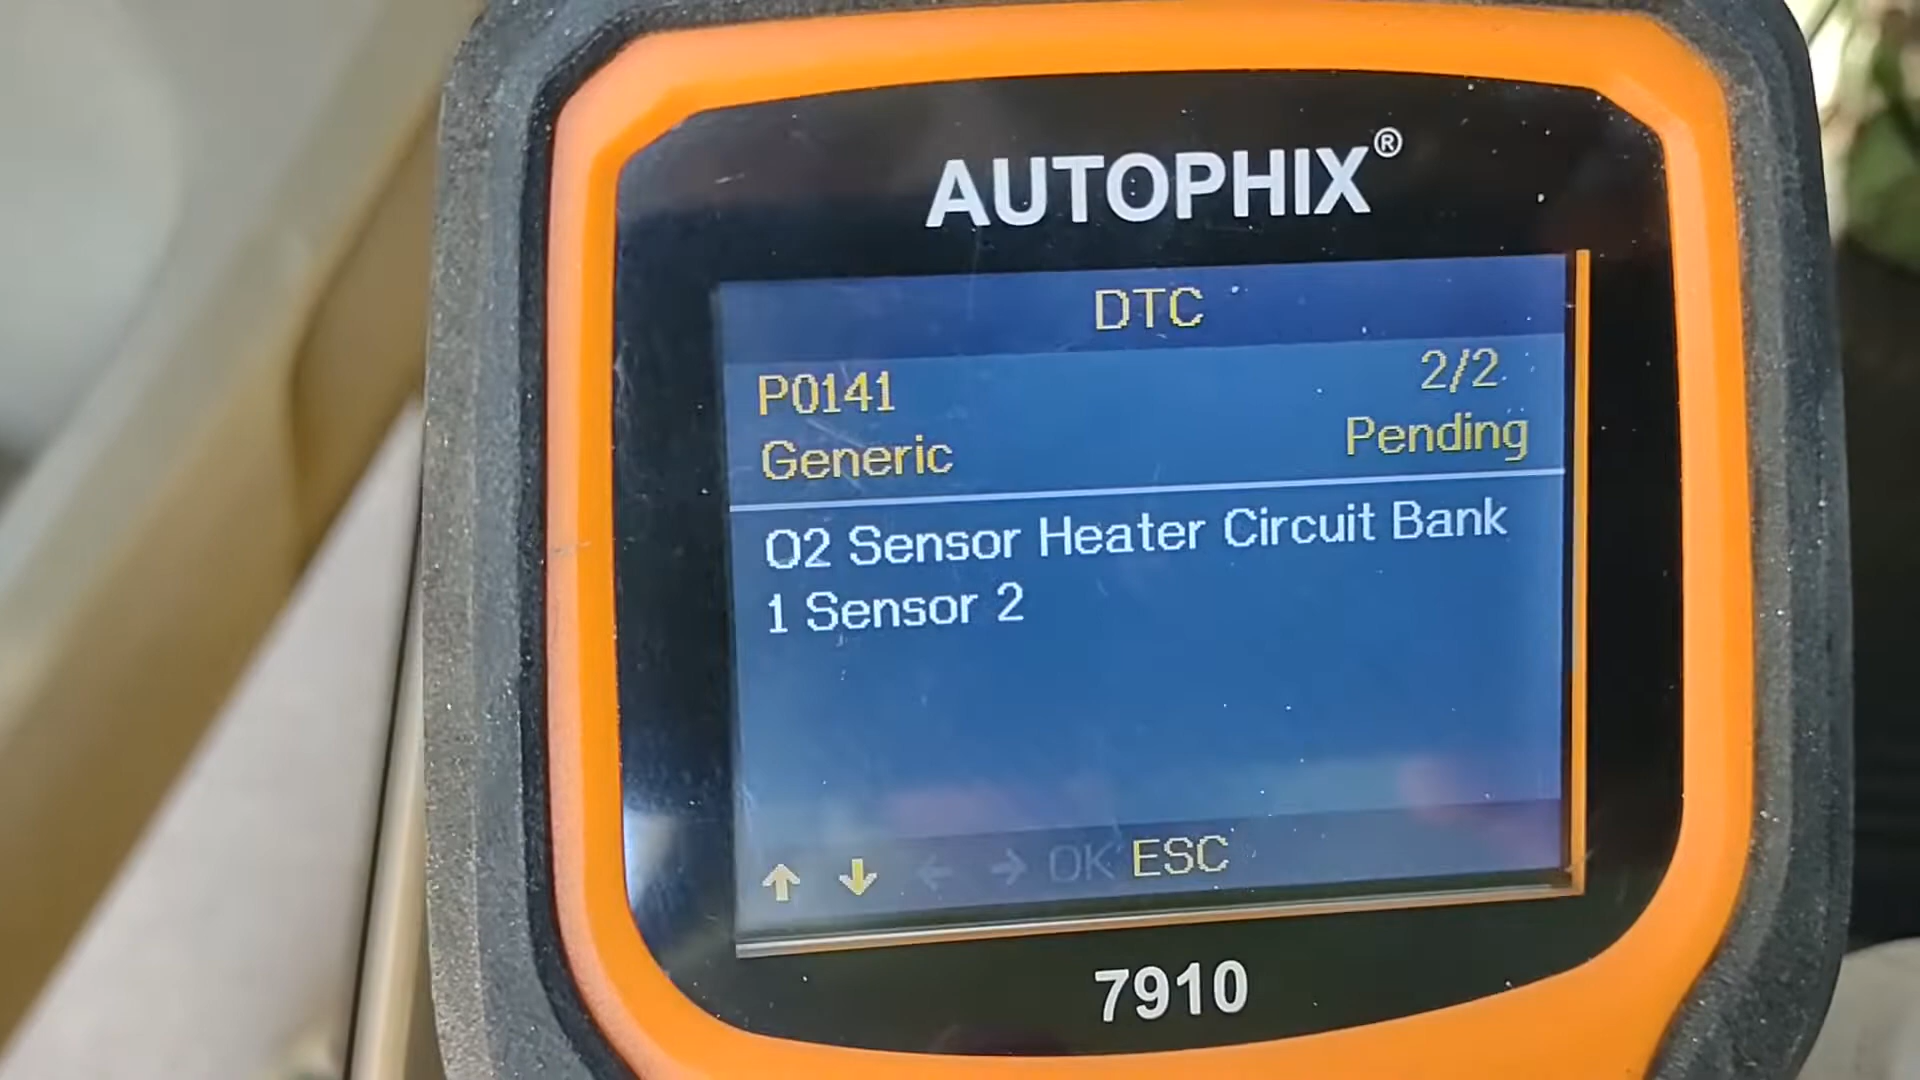 AUTOPHIX®
DTC
P0141 2/2
Generic Pending
O2 Sensor Heater Circuit Bank
1 Sensor 2
↑ ↓ ← → OK ESC
7910